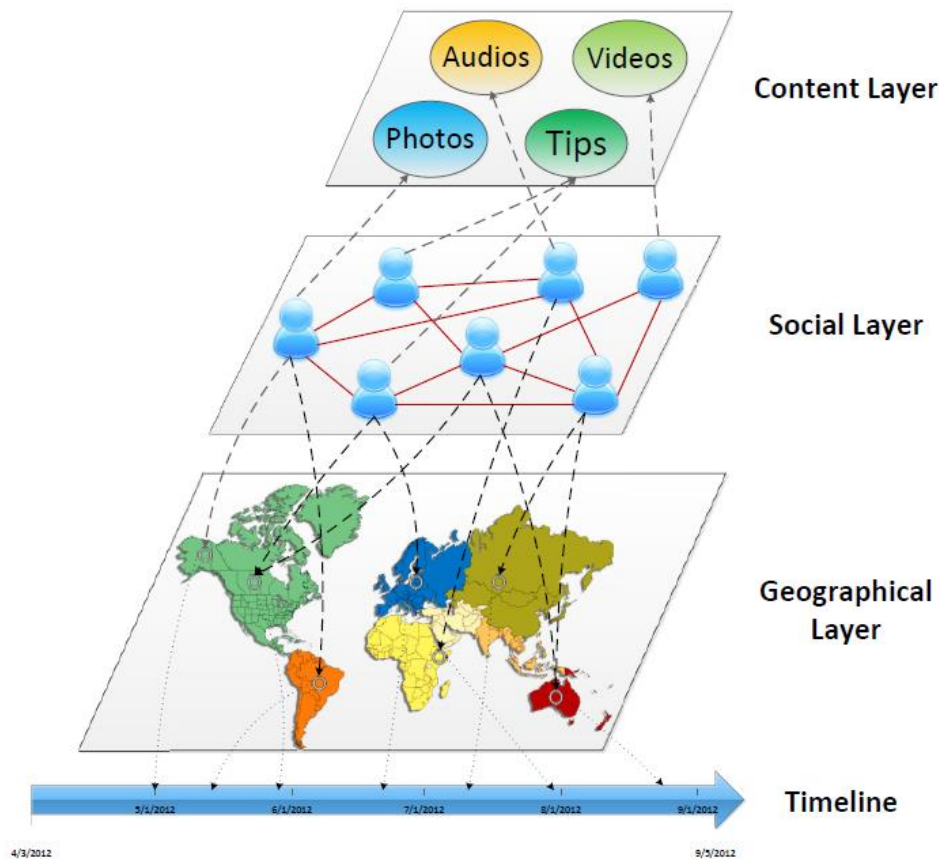 Audios
Videos
Content Layer
Photos
Tips
Social Layer
Geographical
Layer
Timeline
5/1/2012
6/1/2012
7/1/2012
8/1/2012
9/1/2012
4/3/2012
9/5/2012